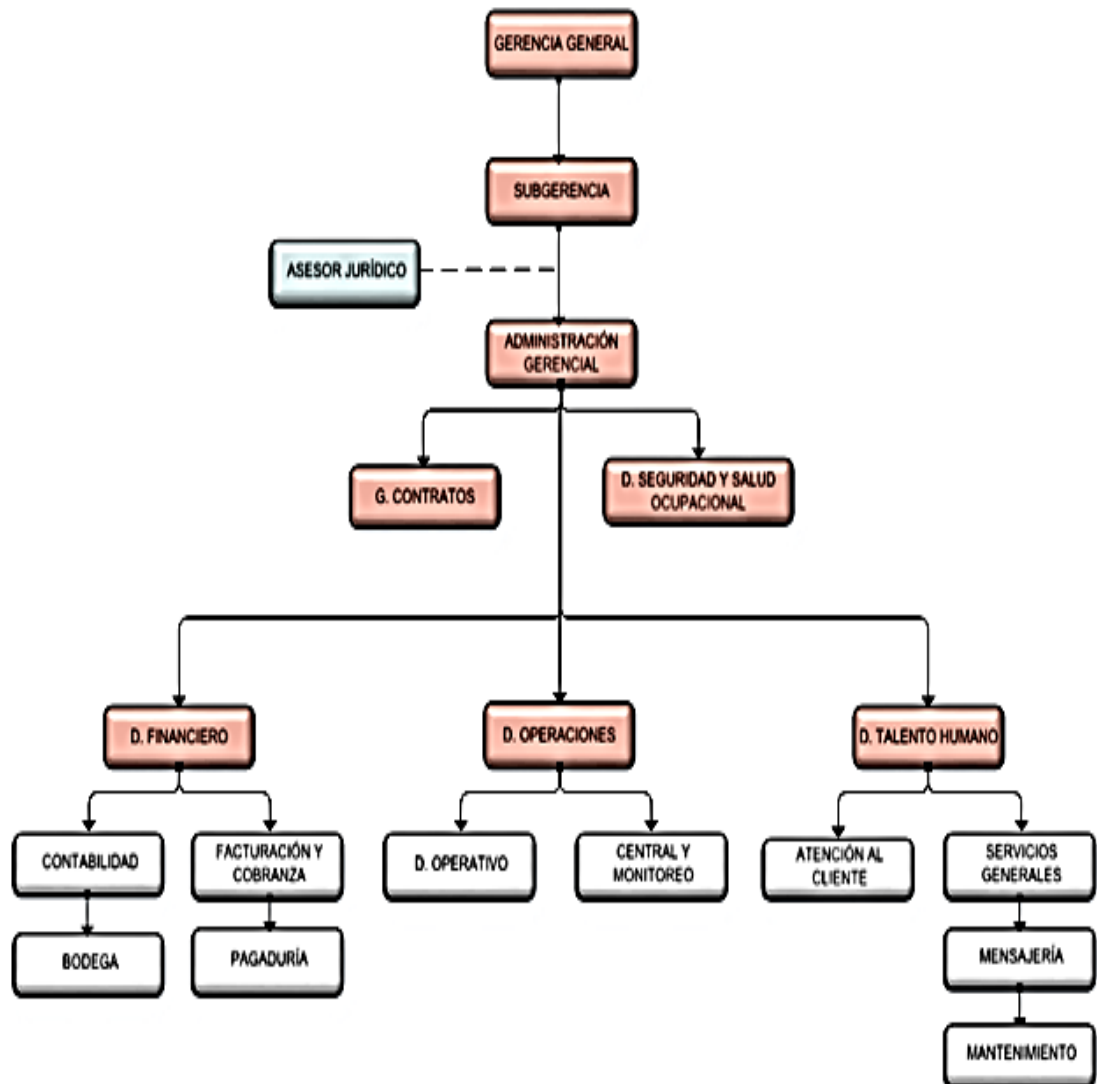 GERENCIA GENERAL
SUBGERENCIA
ASESOR JURÍDICO
ADMINISTRACIÓN
GERENCIAL
G. CONTRATOS
D. SEGURIDAD Y SALUD
OCUPACIONAL
D. FINANCIERO
D. OPERACIONES
D. TALENTO HUMANO
CONTABILIDAD
FACTURACIÓN Y
COBRANZA
D. OPERATIVO
CENTRAL Y
MONITOREO
ATENCIÓN AL
CLIENTE
SERVICIOS
GENERALES
BODEGA
PAGADURÍA
MENSAJERÍA
MANTENIMIENTO